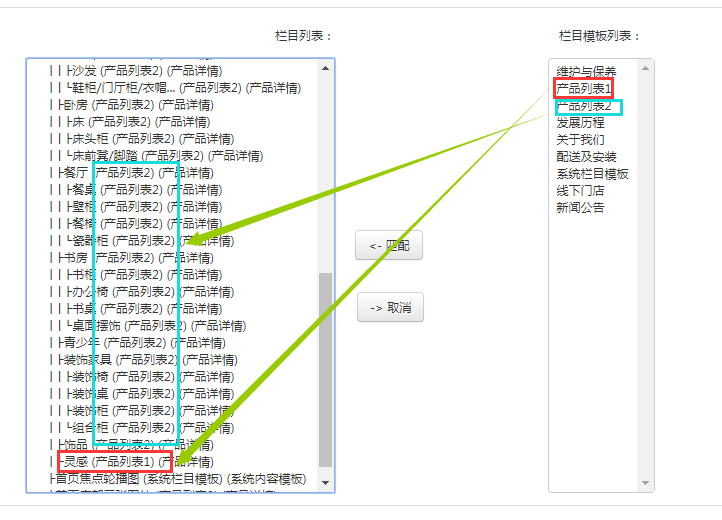 栏目列表：
栏目模板列表：
||├沙发 (产品列表2) (产品详情)
||└鞋柜/门厅柜/衣帽... (产品列表2) (产品详情)
|├卧房 (产品列表2) (产品详情)
||├床 (产品列表2) (产品详情)
||├床头柜 (产品列表2) (产品详情)
||└床前凳/脚踏 (产品列表2) (产品详情)
|├餐厅 (产品列表2) (产品详情)
||├餐桌 (产品列表2) (产品详情)
||├壁柜 (产品列表2) (产品详情)
||├餐椅 (产品列表2) (产品详情)
||└瓷器柜 (产品列表2) (产品详情)
|├书房 (产品列表2) (产品详情)
||├书柜 (产品列表2) (产品详情)
||├办公椅 (产品列表2) (产品详情)
||├书桌 (产品列表2) (产品详情)
||└桌面摆饰 (产品列表2) (产品详情)
|├青少年 (产品列表2) (产品详情)
|├装饰家具 (产品列表2) (产品详情)
||├装饰椅 (产品列表2) (产品详情)
||├装饰桌 (产品列表2) (产品详情)
||├装饰柜 (产品列表2) (产品详情)
||└组合柜 (产品列表2) (产品详情)
|├饰品 (产品列表2) (产品详情)
|├灵感 (产品列表1) (产品详情)
├首页焦点轮播图 (系统栏目模板) (系统内容模板)
<- 匹配
-> 取消
维护与保养
产品列表1
产品列表2
发展历程
关于我们
配送及安装
系统栏目模板
线下门店
新闻公告